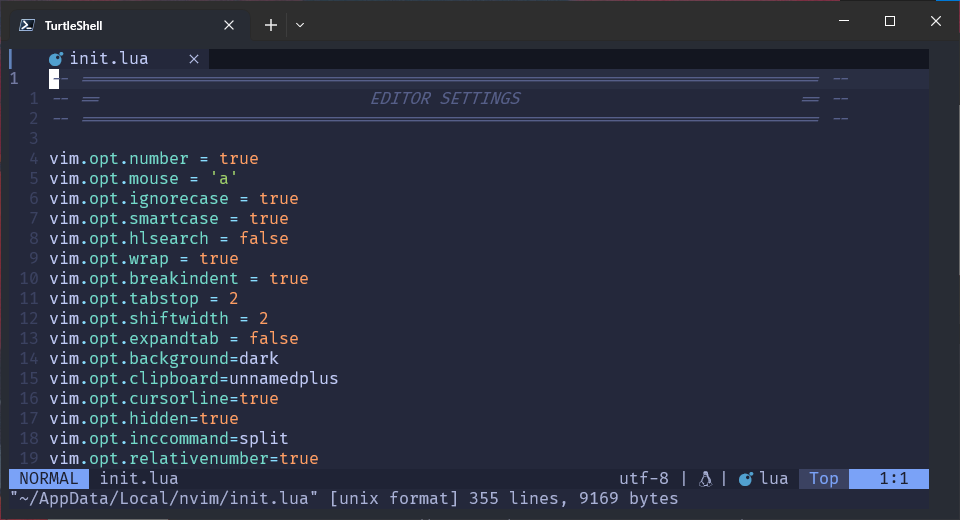 TurtleShell
init.lua
1 -- ══════════════════════════════════════════════════════════════════════════ --
1 -- == EDITOR SETTINGS == --
2 -- ══════════════════════════════════════════════════════════════════════════ --
3
4 vim.opt.number = true
5 vim.opt.mouse = 'a'
6 vim.opt.ignorecase = true
7 vim.opt.smartcase = true
8 vim.opt.hlsearch = false
9 vim.opt.wrap = true
10 vim.opt.breakindent = true
11 vim.opt.tabstop = 2
12 vim.opt.shiftwidth = 2
13 vim.opt.expandtab = false
14 vim.opt.background=dark
15 vim.opt.clipboard=unnamedplus
16 vim.opt.cursorline=true
17 vim.opt.hidden=true
18 vim.opt.inccommand=split
19 vim.opt.relativenumber=true
NORMAL init.lua utf-8 | | lua Top 1:1
"~/AppData/Local/nvim/init.lua" [unix format] 355 lines, 9169 bytes